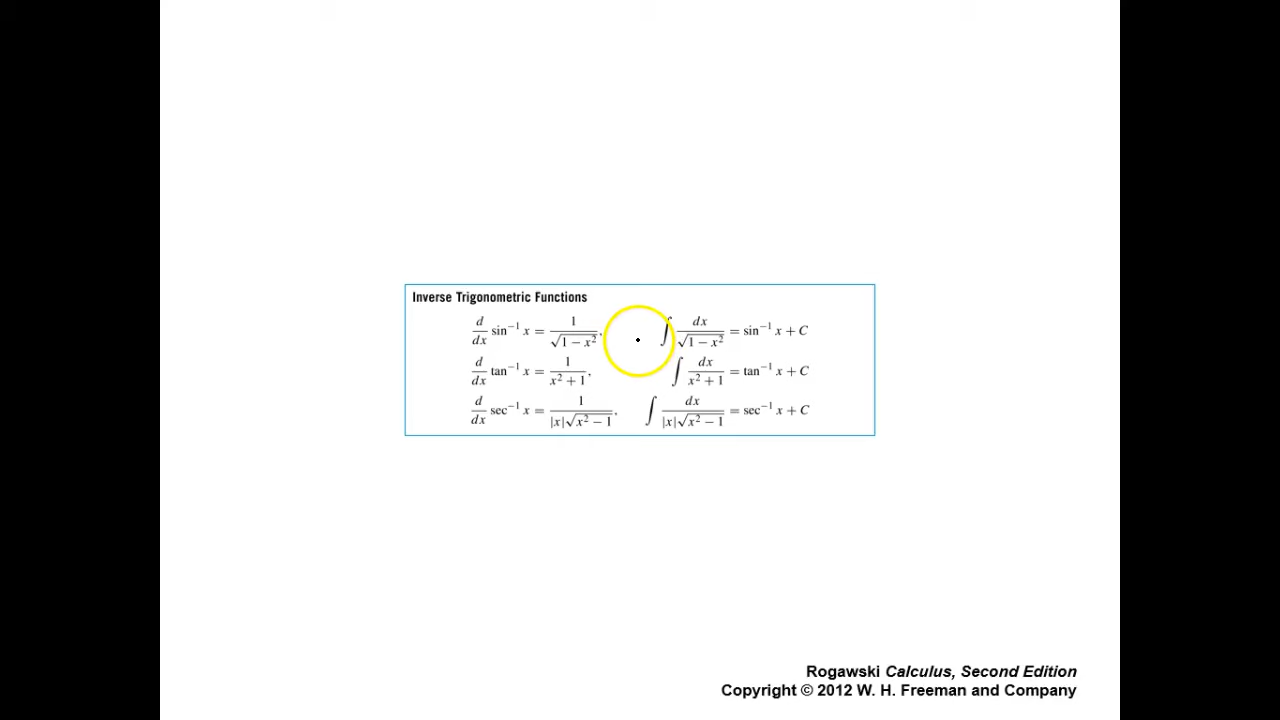 Inverse Trigonometric Functions
d/dx sin⁻¹ x = 1/√(1 − x²), ∫ dx/√(1 − x²) = sin⁻¹ x + C
d/dx tan⁻¹ x = 1/(x² + 1), ∫ dx/(x² + 1) = tan⁻¹ x + C
d/dx sec⁻¹ x = 1/(|x|√(x² − 1)), ∫ dx/(|x|√(x² − 1)) = sec⁻¹ x + C
Rogawski Calculus, Second Edition
Copyright © 2012 W. H. Freeman and Company